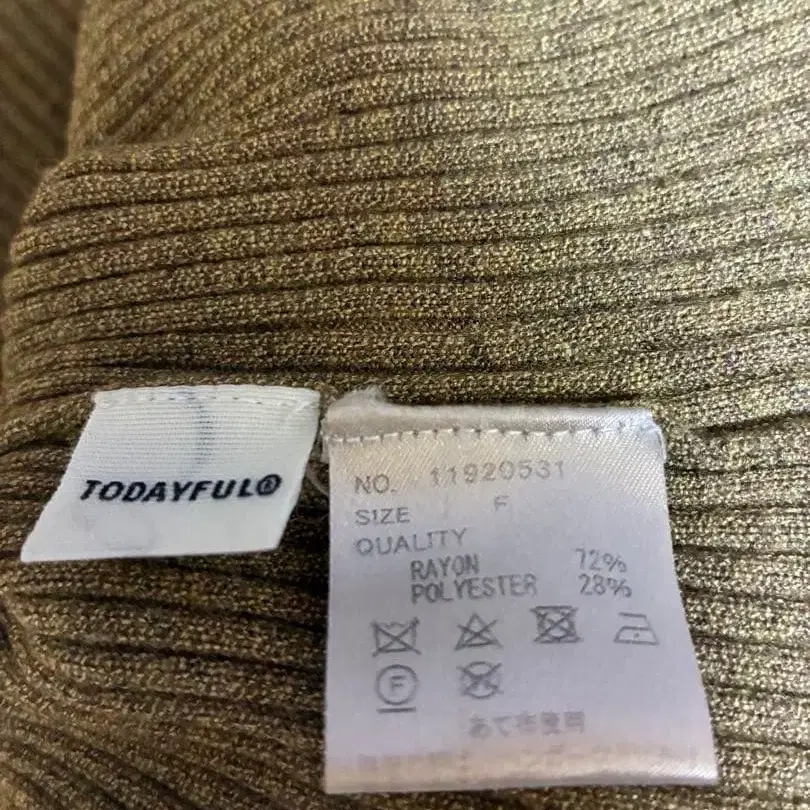 TODAYFUL®
NO. 11920531
SIZE F
QUALITY
RAYON 72%
POLYESTER 28%
F
あて布使用